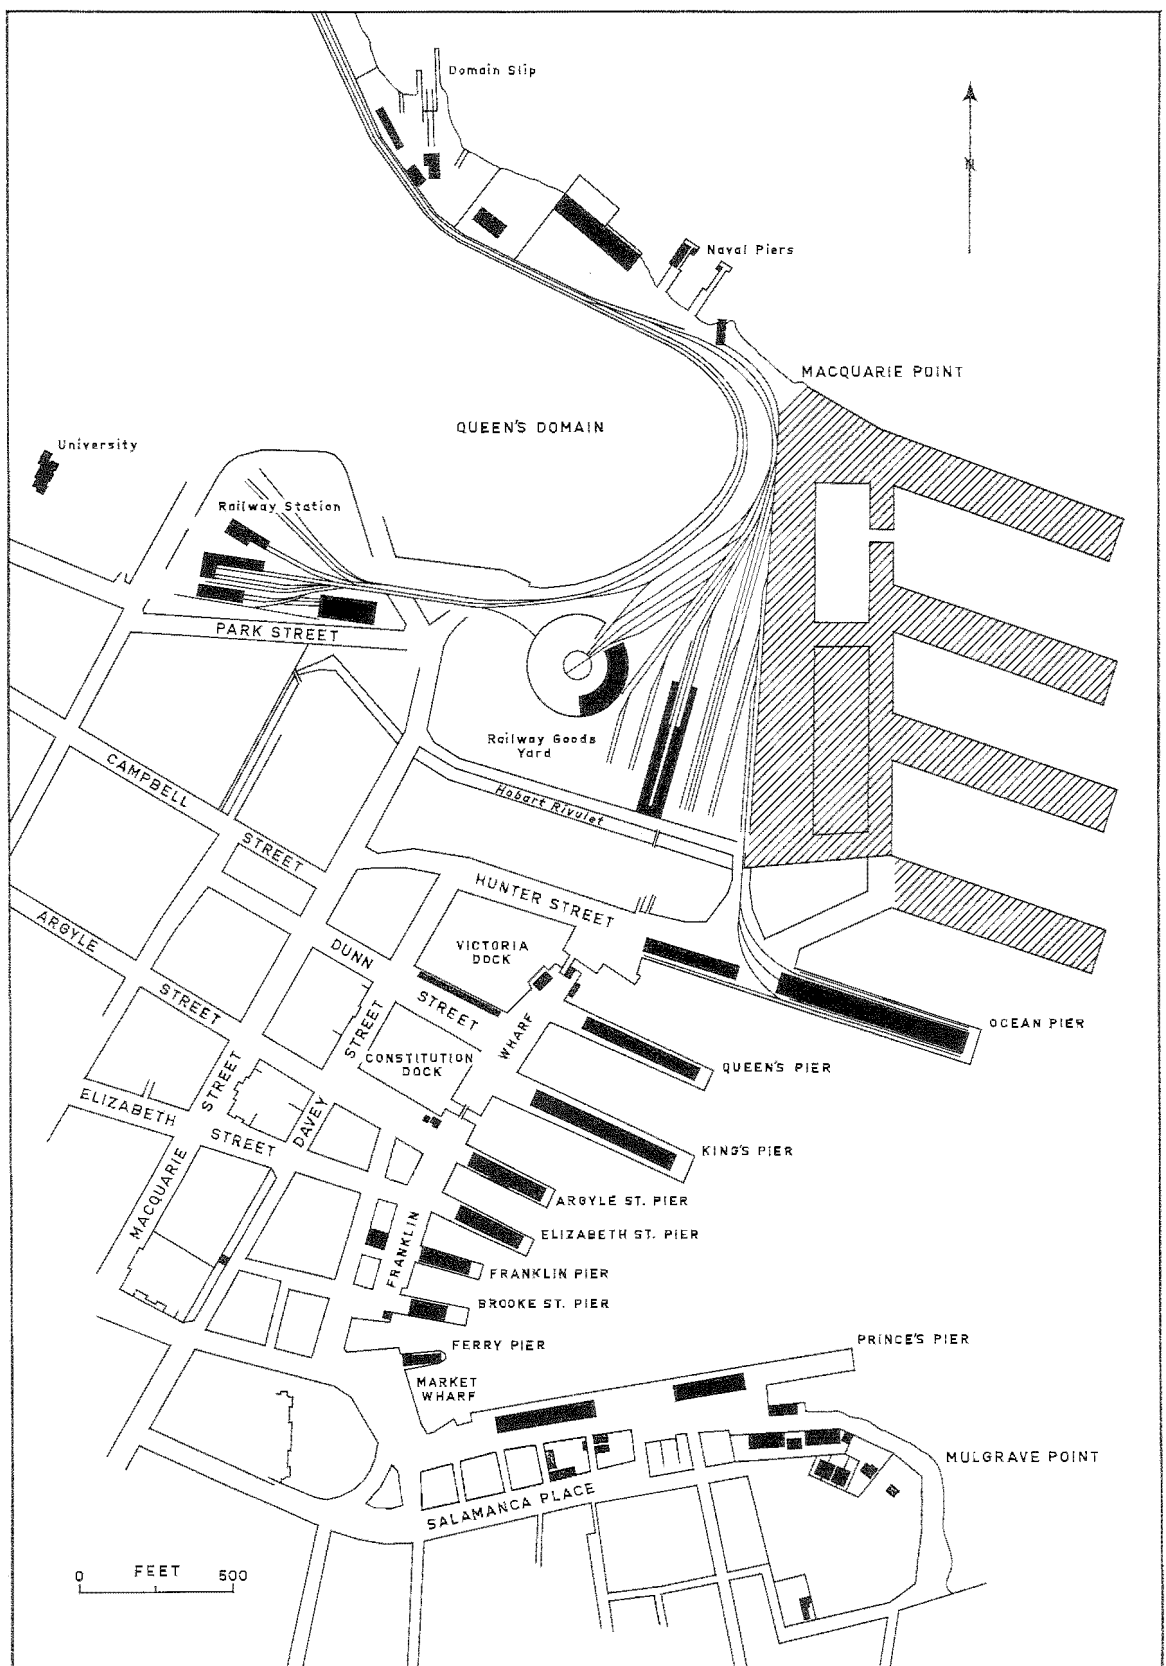 Domain Slip
N
Naval Piers
MACQUARIE POINT
QUEEN'S DOMAIN
University
Railway Station
PARK STREET
Railway Goods
Yard
CAMPBELL
STREET
Hobart Rivulet
HUNTER STREET
ARGYLE
STREET
DUNN
STREET
VICTORIA
DOCK
WHARF
STREET
CONSTITUTION
DOCK
OCEAN PIER
QUEEN'S PIER
ELIZABETH
STREET
STREET
DAVEY
MACQUARIE
KING'S PIER
ARGYLE ST. PIER
ELIZABETH ST. PIER
FRANKLIN
FRANKLIN PIER
BROOKE ST. PIER
FERRY PIER
PRINCE'S PIER
MARKET
WHARF
MULGRAVE POINT
SALAMANCA PLACE
0 FEET 500